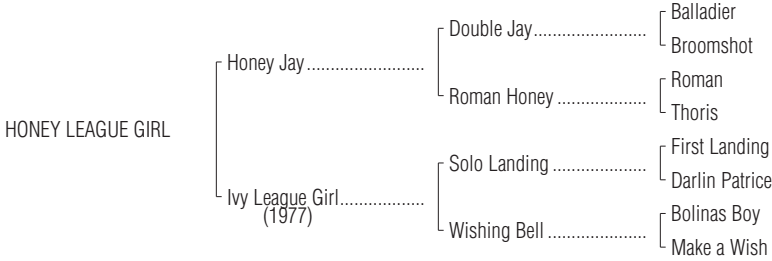 Balladier
Double Jay........................
Broomshot
Honey Jay.........................
Roman
Roman Honey...................
Thoris
HONEY LEAGUE GIRL
First Landing
Solo Landing....................
Darlin Patrice
Ivy League Girl..................
(1977)
Bolinas Boy
Wishing Bell.....................
Make a Wish